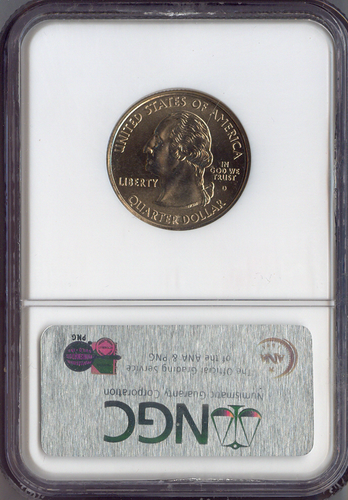 UNITED STATES OF AMERICA
LIBERTY
IN
GOD WE
TRUST
D
QUARTER DOLLAR
NGC
Numismatic Guaranty Corporation
The Official Grading Service
of the ANA & PNG
PNG